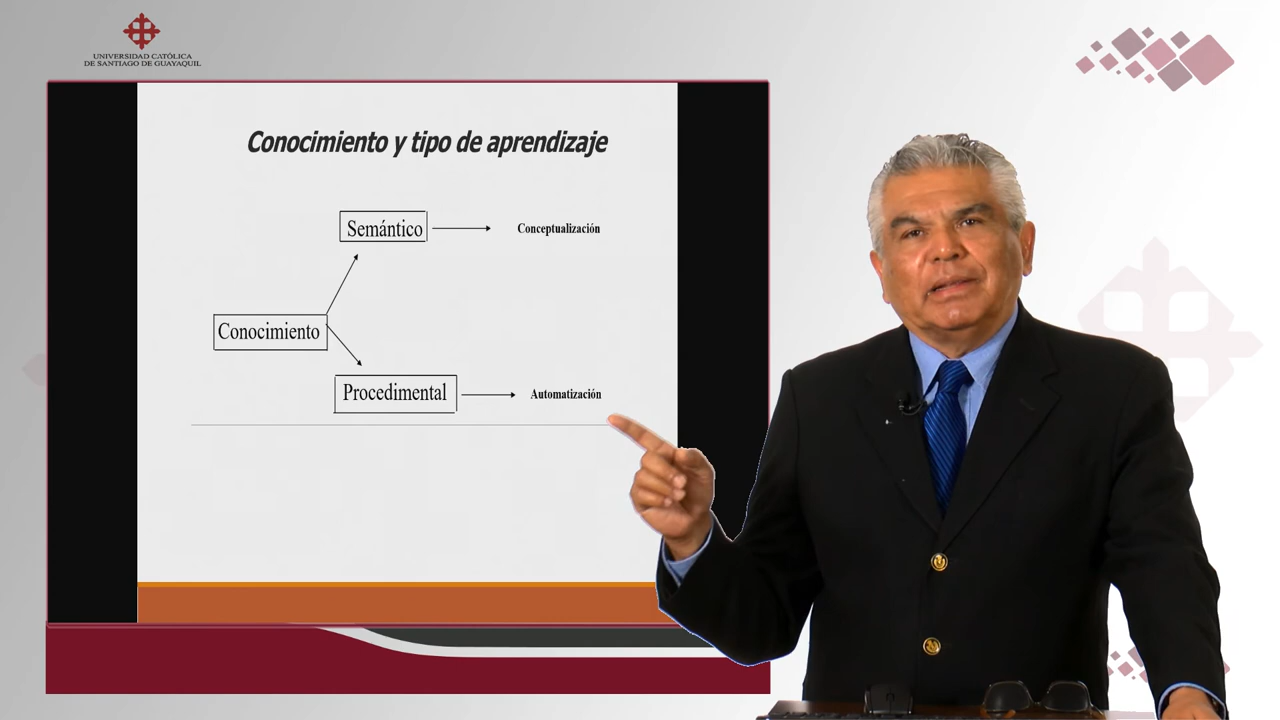 UNIVERSIDAD CATÓLICA
DE SANTIAGO DE GUAYAQUIL
Conocimiento y tipo de aprendizaje
Semántico
Conceptualización
Conocimiento
Procedimental
Automatización